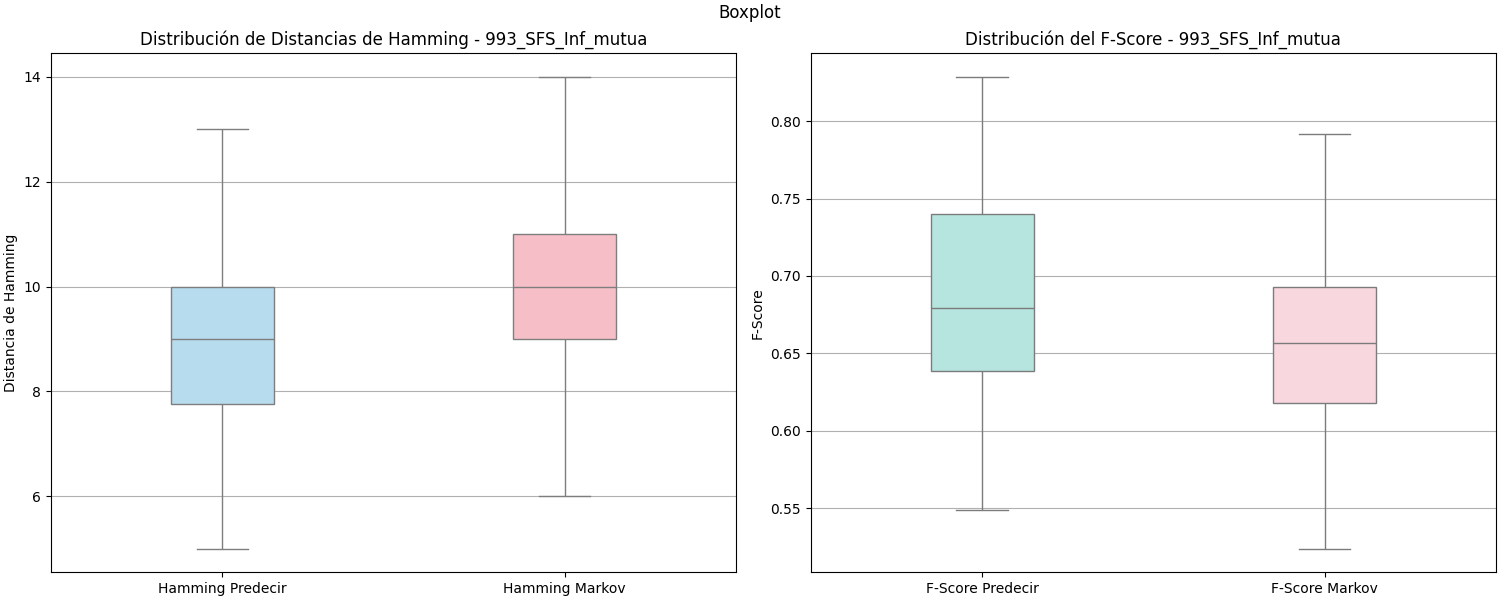 Boxplot
Distribución de Distancias de Hamming - 993_SFS_Inf_mutua
Distancia de Hamming
14
12
10
8
6
Hamming Predecir
Hamming Markov
Distribución del F-Score - 993_SFS_Inf_mutua
F-Score
0.80
0.75
0.70
0.65
0.60
0.55
F-Score Predecir
F-Score Markov